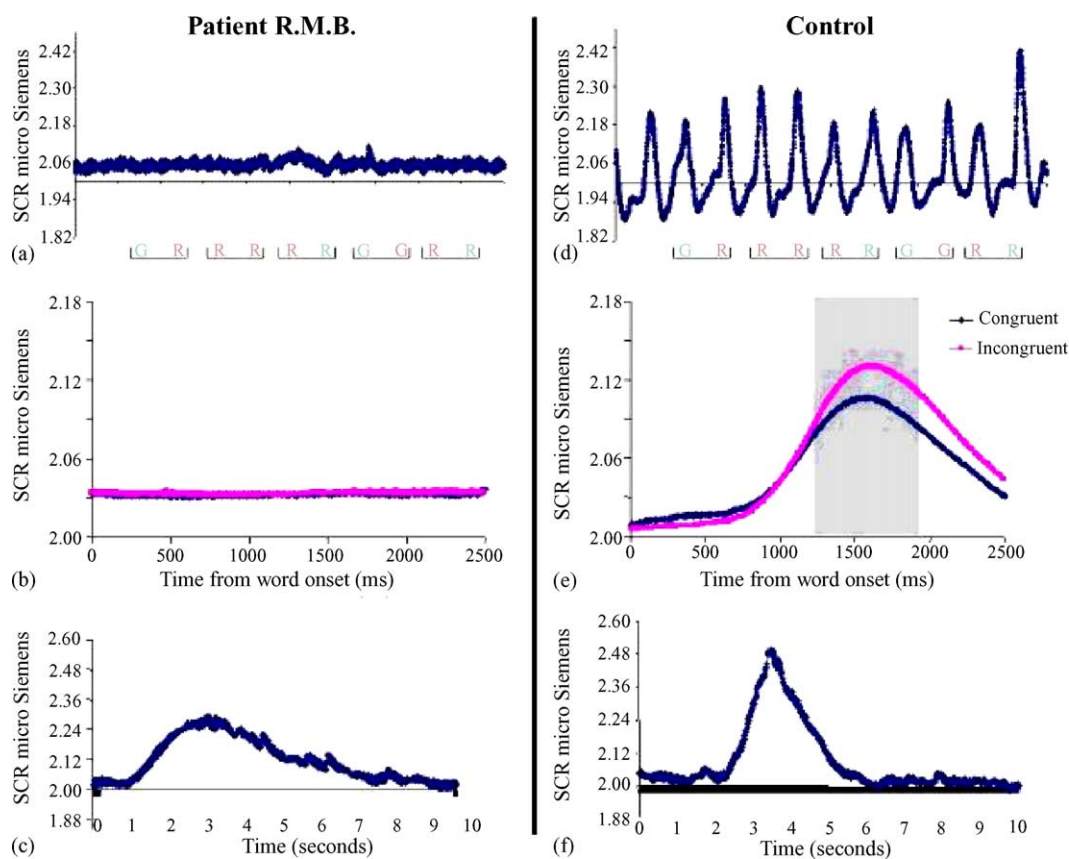 Patient R.M.B.
SCR micro Siemens
2.42
2.30
2.18
2.06
1.94
1.82
(a)
G R R R R R G G R R
SCR micro Siemens
2.18
2.12
2.06
2.00
0 500 1000 1500 2000 2500
(b)
Time from word onset (ms)
SCR micro Siemens
2.60
2.48
2.36
2.24
2.12
2.00
1.88
0 1 2 3 4 5 6 7 8 9 10
(c)
Time (seconds)
Control
SCR micro Siemens
2.42
2.30
2.18
2.06
1.94
1.82
(d)
G R R R R R G G R R
SCR micro Siemens
2.18
2.12
2.06
2.00
Congruent
Incongruent
0 500 1000 1500 2000 2500
(e)
Time from word onset (ms)
SCR micro Siemens
2.60
2.48
2.36
2.24
2.12
2.00
1.88
0 1 2 3 4 5 6 7 8 9 10
(f)
Time (seconds)